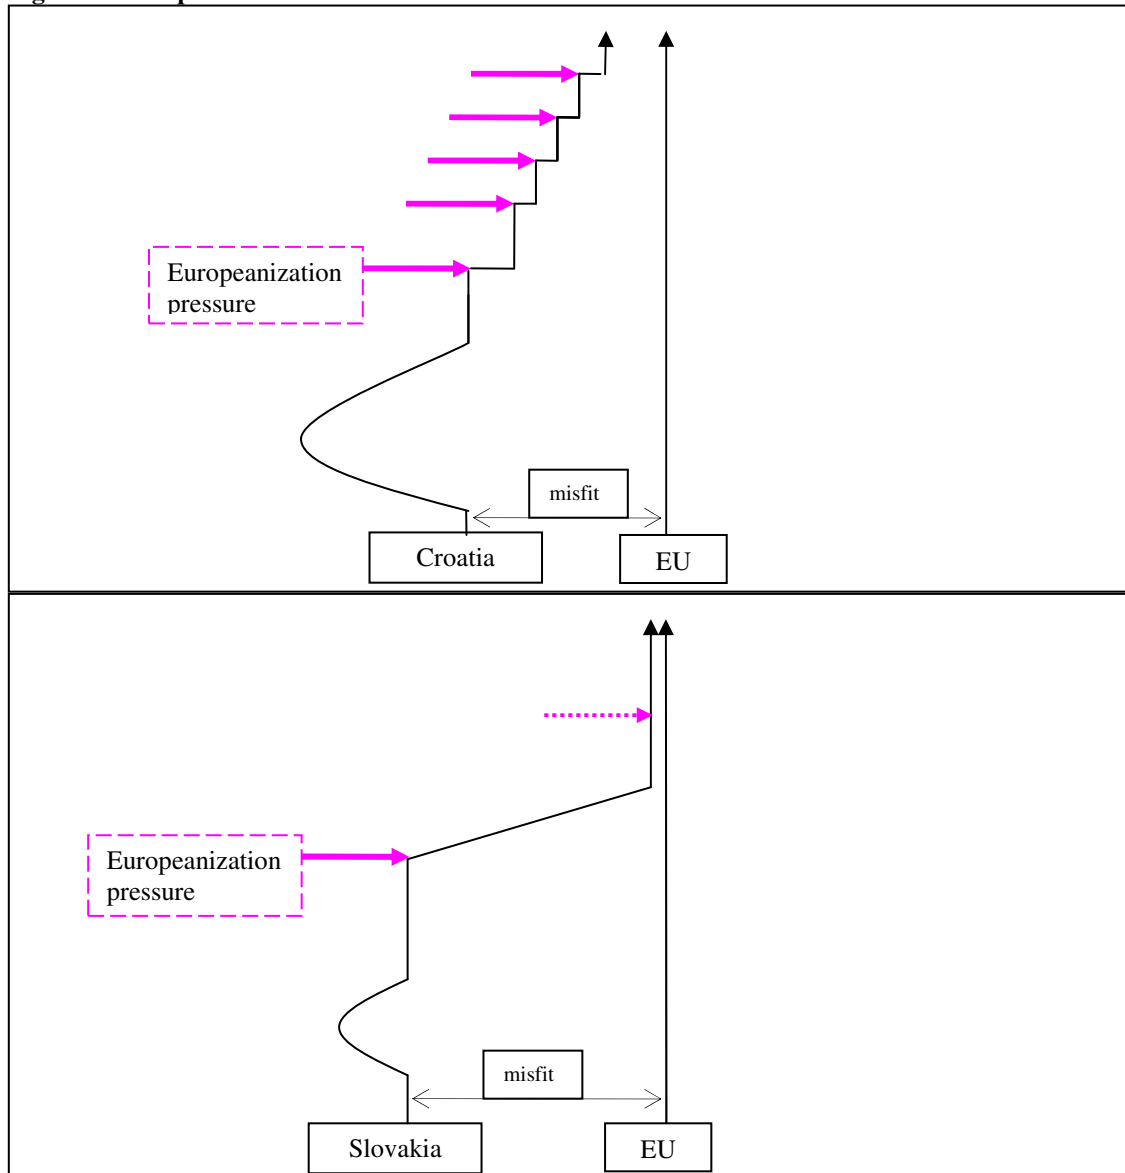 Europeanization
pressure
misfit
Croatia
EU
Europeanization
pressure
misfit
Slovakia
EU